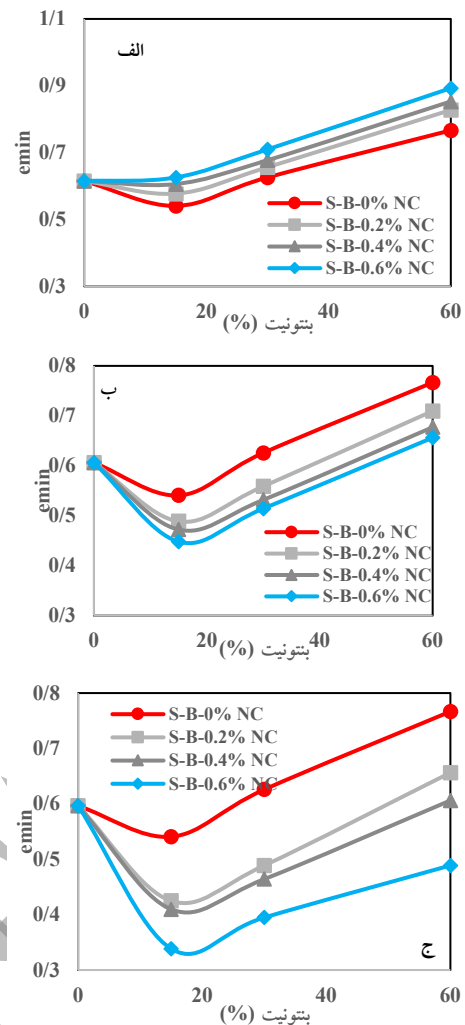 1/1
الف
0/9
emin
0/7
0/5
S-B-0% NC
S-B-0.2% NC
S-B-0.4% NC
S-B-0.6% NC
0/3
0 20 40 60
بنتونیت (%)
0/8
ب
0/7
0/6
emin
0/5
S-B-0% NC
S-B-0.2% NC
0/4
S-B-0.4% NC
S-B-0.6% NC
0/3
0 20 40 60
بنتونیت (%)
0/8
S-B-0% NC
S-B-0.2% NC
0/7
S-B-0.4% NC
S-B-0.6% NC
0/6
emin
0/5
0/4
ج
0/3
0 20 40 60
بنتونیت (%)